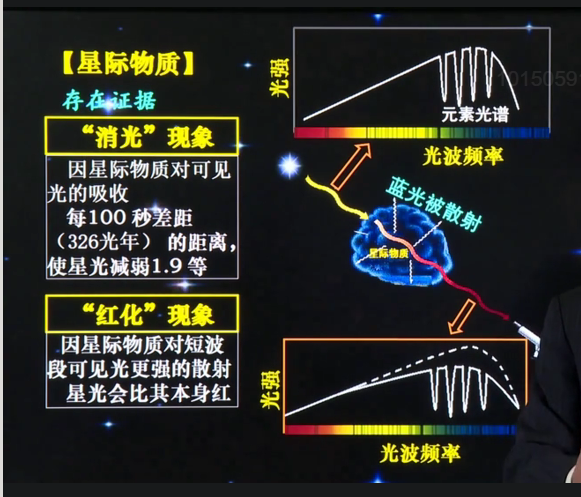 【星际物质】
存在证据
“消光”现象
因星际物质对可见
光的吸收
每100 秒差距
（326光年）的距离，
使星光减弱1.9 等
“红化”现象
因星际物质对短波
段可见光更强的散射
星光会比其本身红
光强
元素光谱
光波频率
1015059
蓝光被散射
星际物质
光强
光波频率